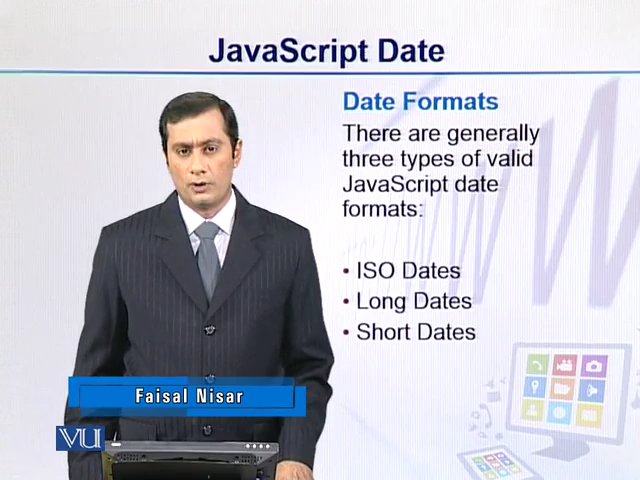 JavaScript Date
Date Formats
There are generally
three types of valid
JavaScript date
formats:
• ISO Dates
• Long Dates
• Short Dates
Faisal Nisar
VU